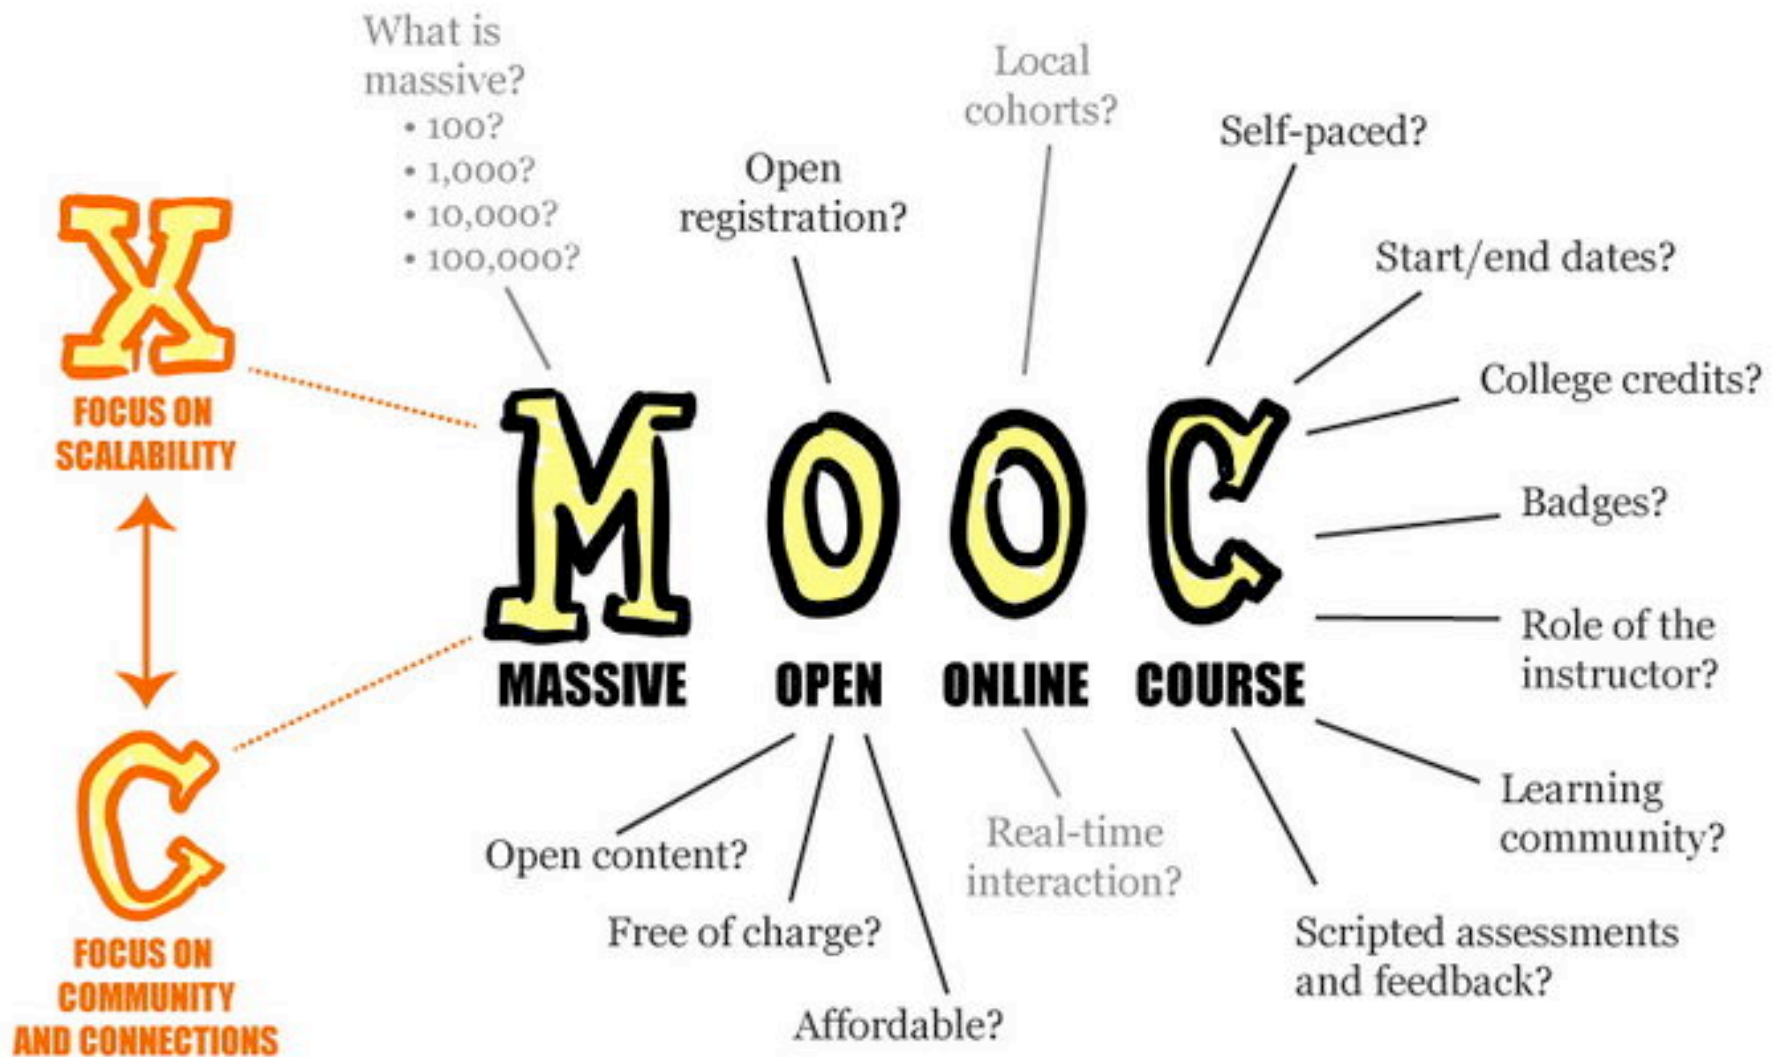 What is
massive?
• 100?
• 1,000?
• 10,000?
• 100,000?
Open
registration?
Local
cohorts?
Self-paced?
Start/end dates?
College credits?
Badges?
Role of the
instructor?
Learning
community?
Scripted assessments
and feedback?
X
FOCUS ON
SCALABILITY
C
FOCUS ON
COMMUNITY
AND CONNECTIONS
MOOC
MASSIVE OPEN ONLINE COURSE
Open content?
Free of charge?
Affordable?
Real-time
interaction?